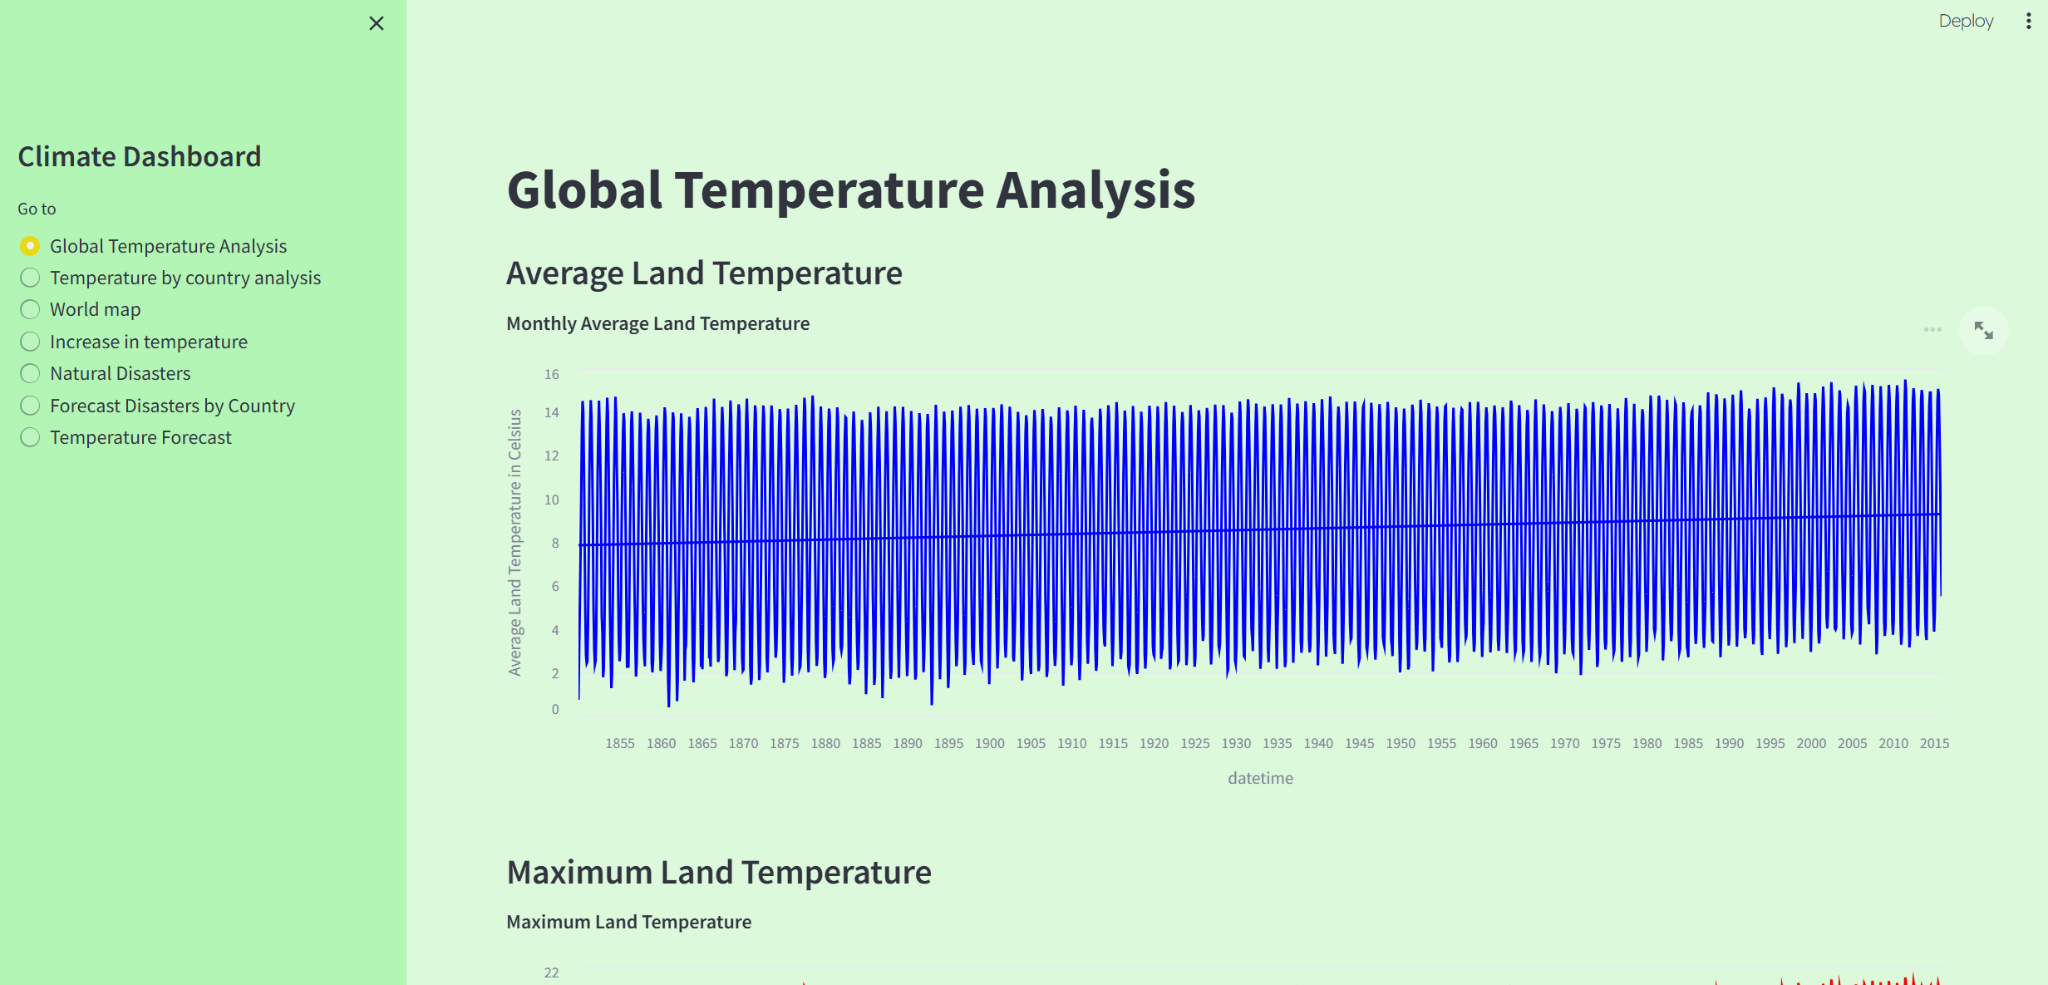 Deploy
Climate Dashboard
Go to
Global Temperature Analysis
Temperature by country analysis
World map
Increase in temperature
Natural Disasters
Forecast Disasters by Country
Temperature Forecast
Global Temperature Analysis
Average Land Temperature
Monthly Average Land Temperature
Average Land Temperature in Celsius
16
14
12
10
8
6
4
2
0
1855 1860 1865 1870 1875 1880 1885 1890 1895 1900 1905 1910 1915 1920 1925 1930 1935 1940 1945 1950 1955 1960 1965 1970 1975 1980 1985 1990 1995 2000 2005 2010 2015
datetime
Maximum Land Temperature
Maximum Land Temperature
22